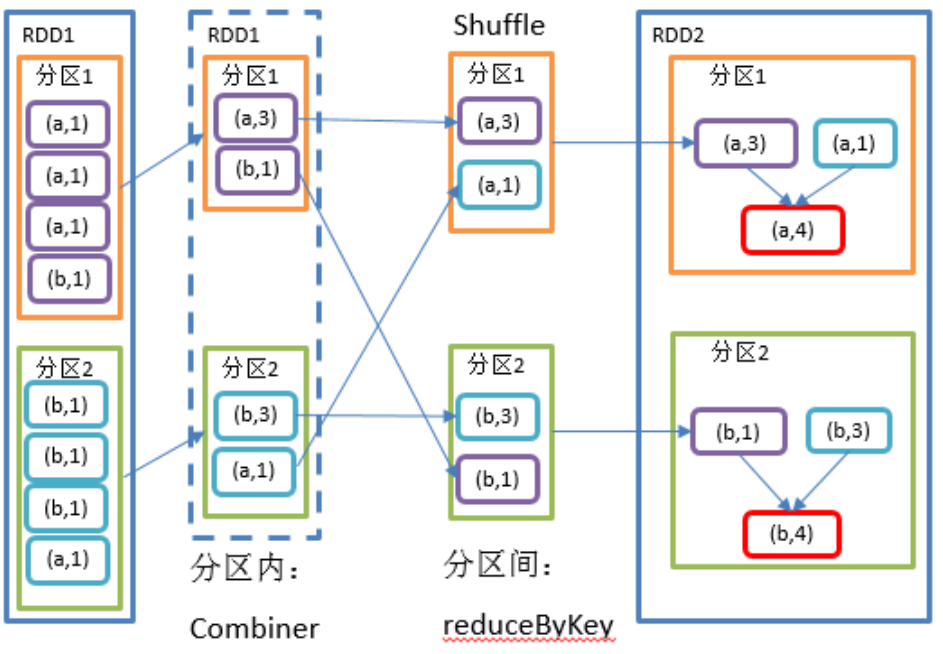 RDD1
分区1
(a,1)
(a,1)
(a,1)
(b,1)
分区2
(b,1)
(b,1)
(b,1)
(a,1)
RDD1
分区1
(a,3)
(b,1)
分区2
(b,3)
(a,1)
分区内:
Combiner
Shuffle
分区1
(a,3)
(a,1)
分区2
(b,3)
(b,1)
分区间:
reduceByKey
RDD2
分区1
(a,3)
(a,1)
(a,4)
分区2
(b,1)
(b,3)
(b,4)